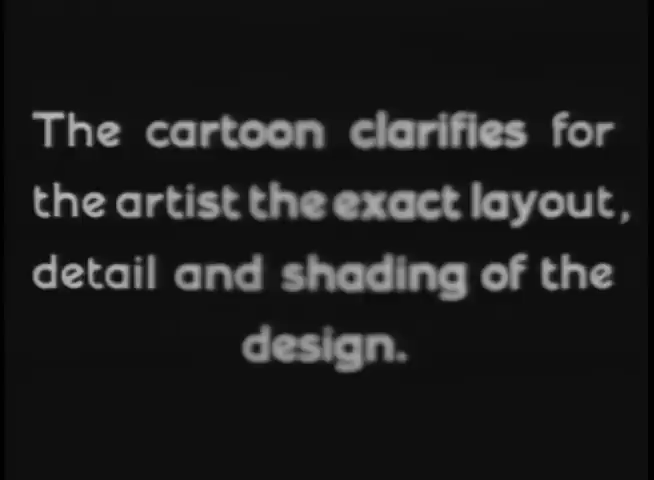 The cartoon clarifies for
the artist the exact layout,
detail and shading of the
design.